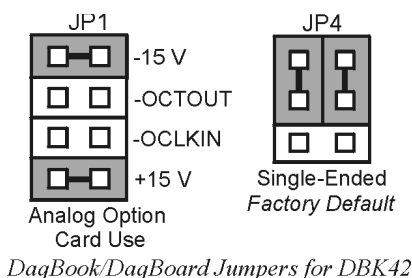 JP1
JP4
-15 V
-OCTOUT
-OCLKIN
+15 V
Analog Option
Card Use
Single-Ended
Factory Default
DaqBook/DaqBoard Jumpers for DBK42